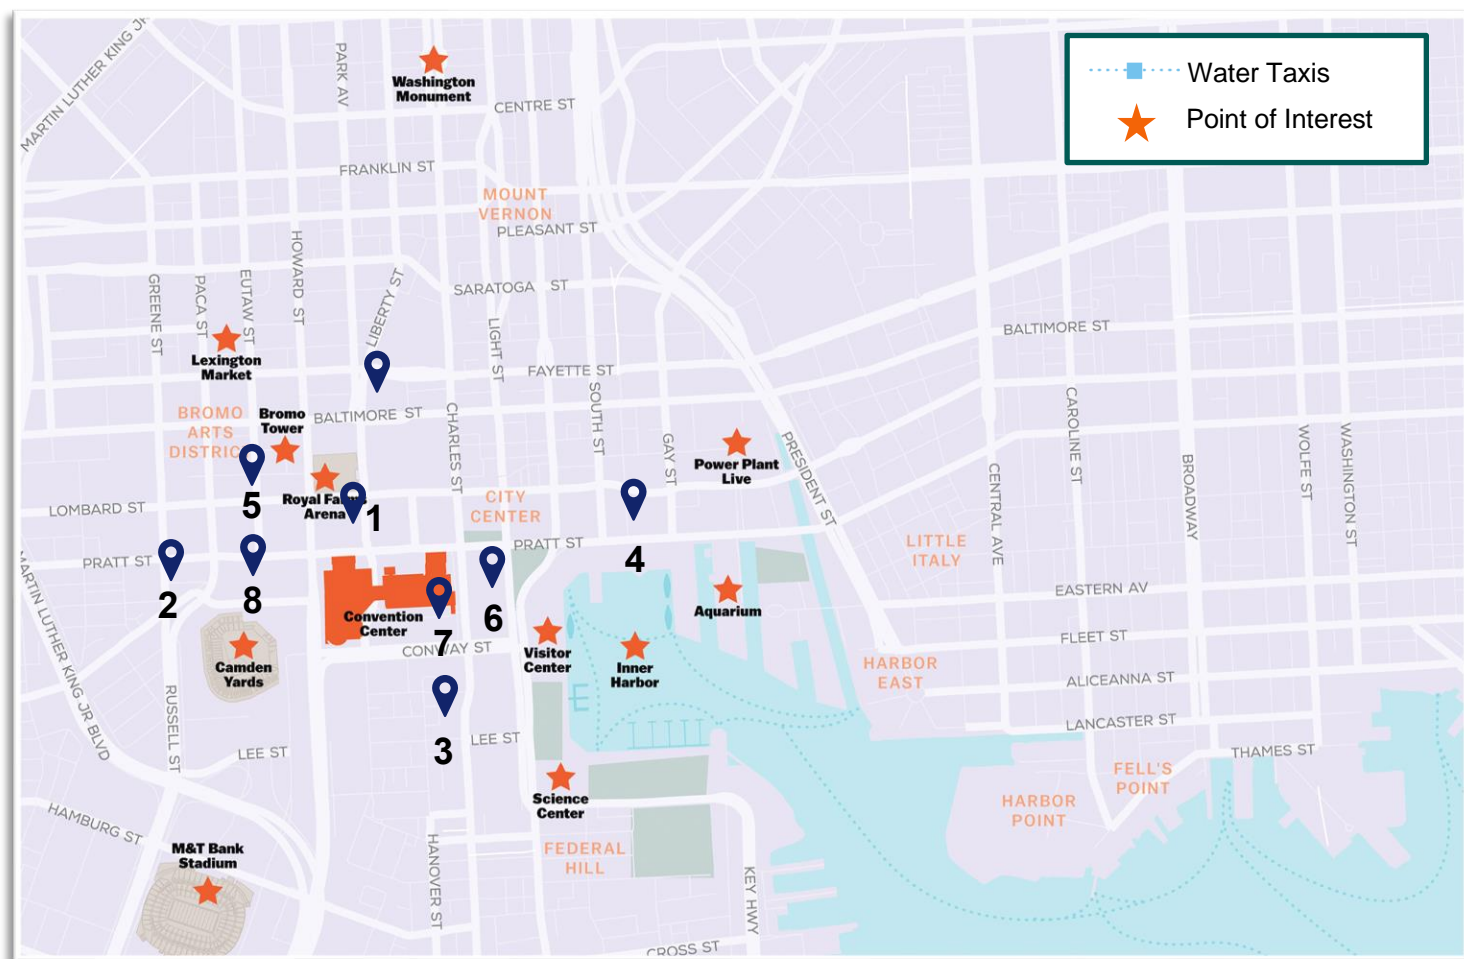 Water Taxis
Point of Interest
MARTIN LUTHER KING JR
PARK AV
Washington
Monument
CENTRE ST
FRANKLIN ST
MOUNT
VERNON
PLEASANT ST
HOWARD ST
GREENE ST
PACA ST
EUTAW ST
LIBERTY ST
SARATOGA ST
LIGHT ST
BALTIMORE ST
Lexington
Market
FAYETTE ST
SOUTH ST
CAROLINE ST
BROMO
ARTS
DISTRIC
Bromo
Tower
BALTIMORE ST
CHARLES ST
GAY ST
Power Plant
Live
PRESIDENT ST
CENTRAL AVE
BROADWAY
WOLFE ST
WASHINGTON ST
5
LOMBARD ST
Royal Farms
Arena
1
CITY
CENTER
PRATT ST
PRATT ST
4
LITTLE
ITALY
2
8
Convention
Center
7
6
Aquarium
EASTERN AV
MARTIN LUTHER KING JR BLVD
Camden
Yards
CONWAY ST
Visitor
Center
Inner
Harbor
HARBOR
EAST
FLEET ST
ALICEANNA ST
RUSSELL ST
LEE ST
3
LEE ST
LANCASTER ST
THAMES ST
Science
Center
FELL'S
POINT
HARBOR
POINT
HAMBURG ST
M&T Bank
Stadium
HANOVER ST
FEDERAL
HILL
KEY HWY
CROSS ST